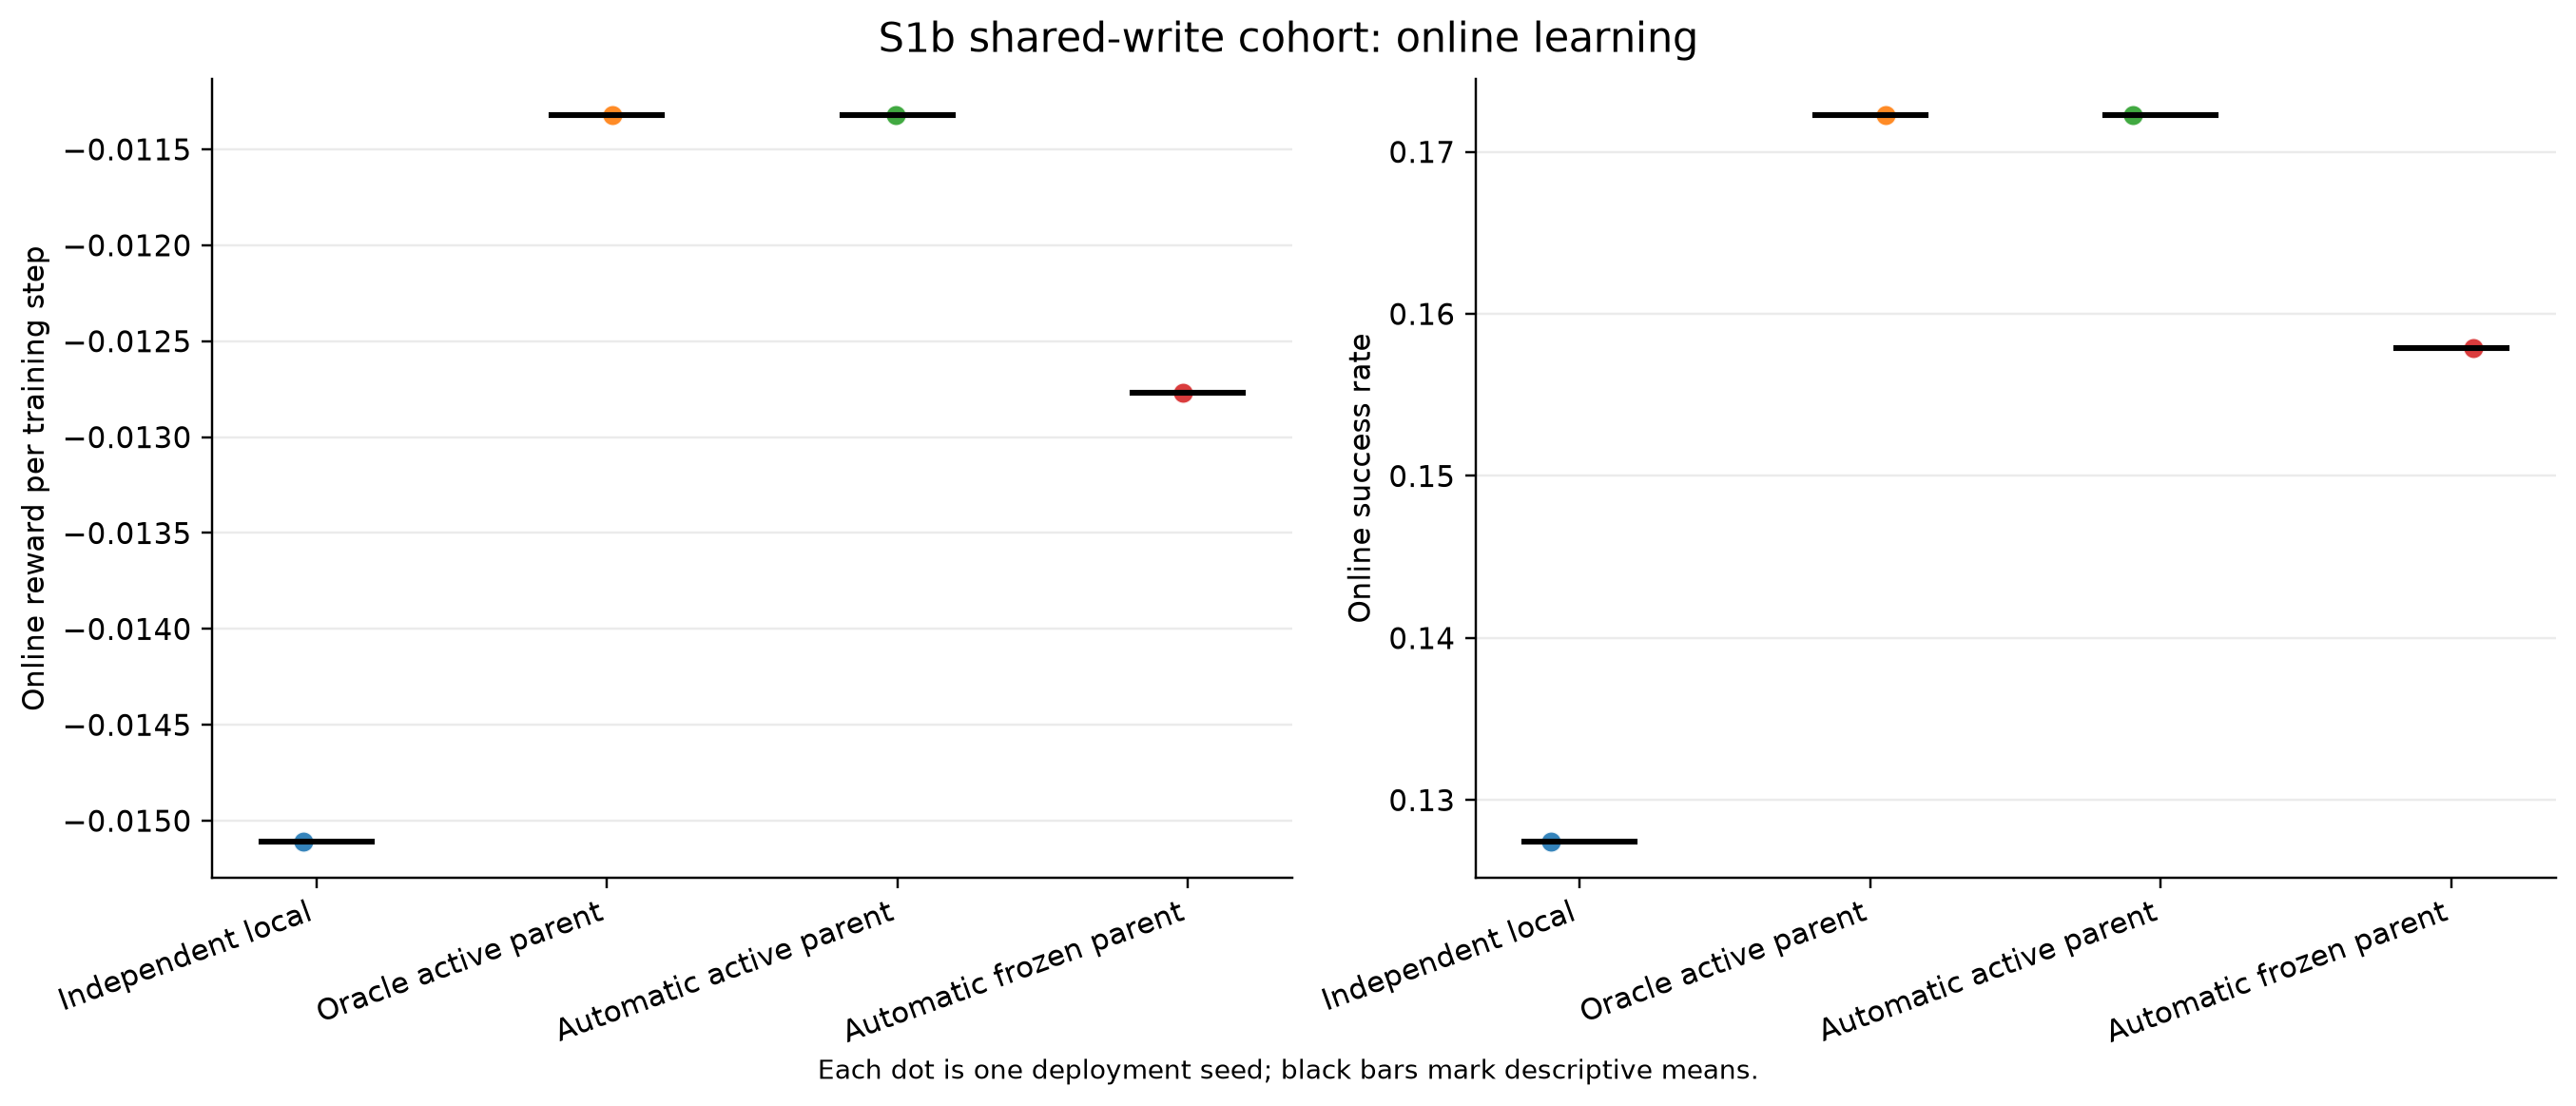 S1b shared-write cohort: online learning
Online reward per training step
−0.0115
−0.0120
−0.0125
−0.0130
−0.0135
−0.0140
−0.0145
−0.0150
Independent local
Oracle active parent
Automatic active parent
Automatic frozen parent
Online success rate
0.17
0.16
0.15
0.14
0.13
Independent local
Oracle active parent
Automatic active parent
Automatic frozen parent
Each dot is one deployment seed; black bars mark descriptive means.